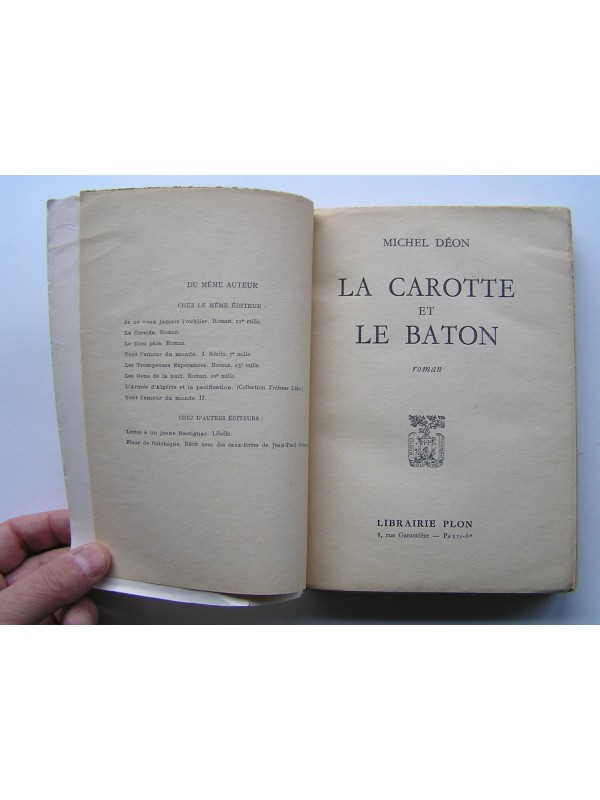 DU MÊME AUTEUR
CHEZ LE MÊME ÉDITEUR :
Je ne veux jamais l'oublier. Roman. 12e mille.
La Corrida. Roman.
Le Dieu pâle. Roman.
Tout l'amour du monde. I. Récits. 7e mille.
Les Trompeuses Espérances. Roman. 23e mille.
Les Gens de la nuit. Roman. 20e mille.
L'Armée d'Algérie et la pacification. (Collection Tribune Libre)
Tout l'amour du monde. II.
CHEZ D'AUTRES ÉDITEURS :
Lettre à un jeune Rastignac. Libelle.
Fleur de Colchique. Récit avec des eaux-fortes de Jean-Paul
MICHEL DÉON
LA CAROTTE
ET
LE BATON
roman
LIBRAIRIE PLON
8, rue Garancière — PARIS-6e